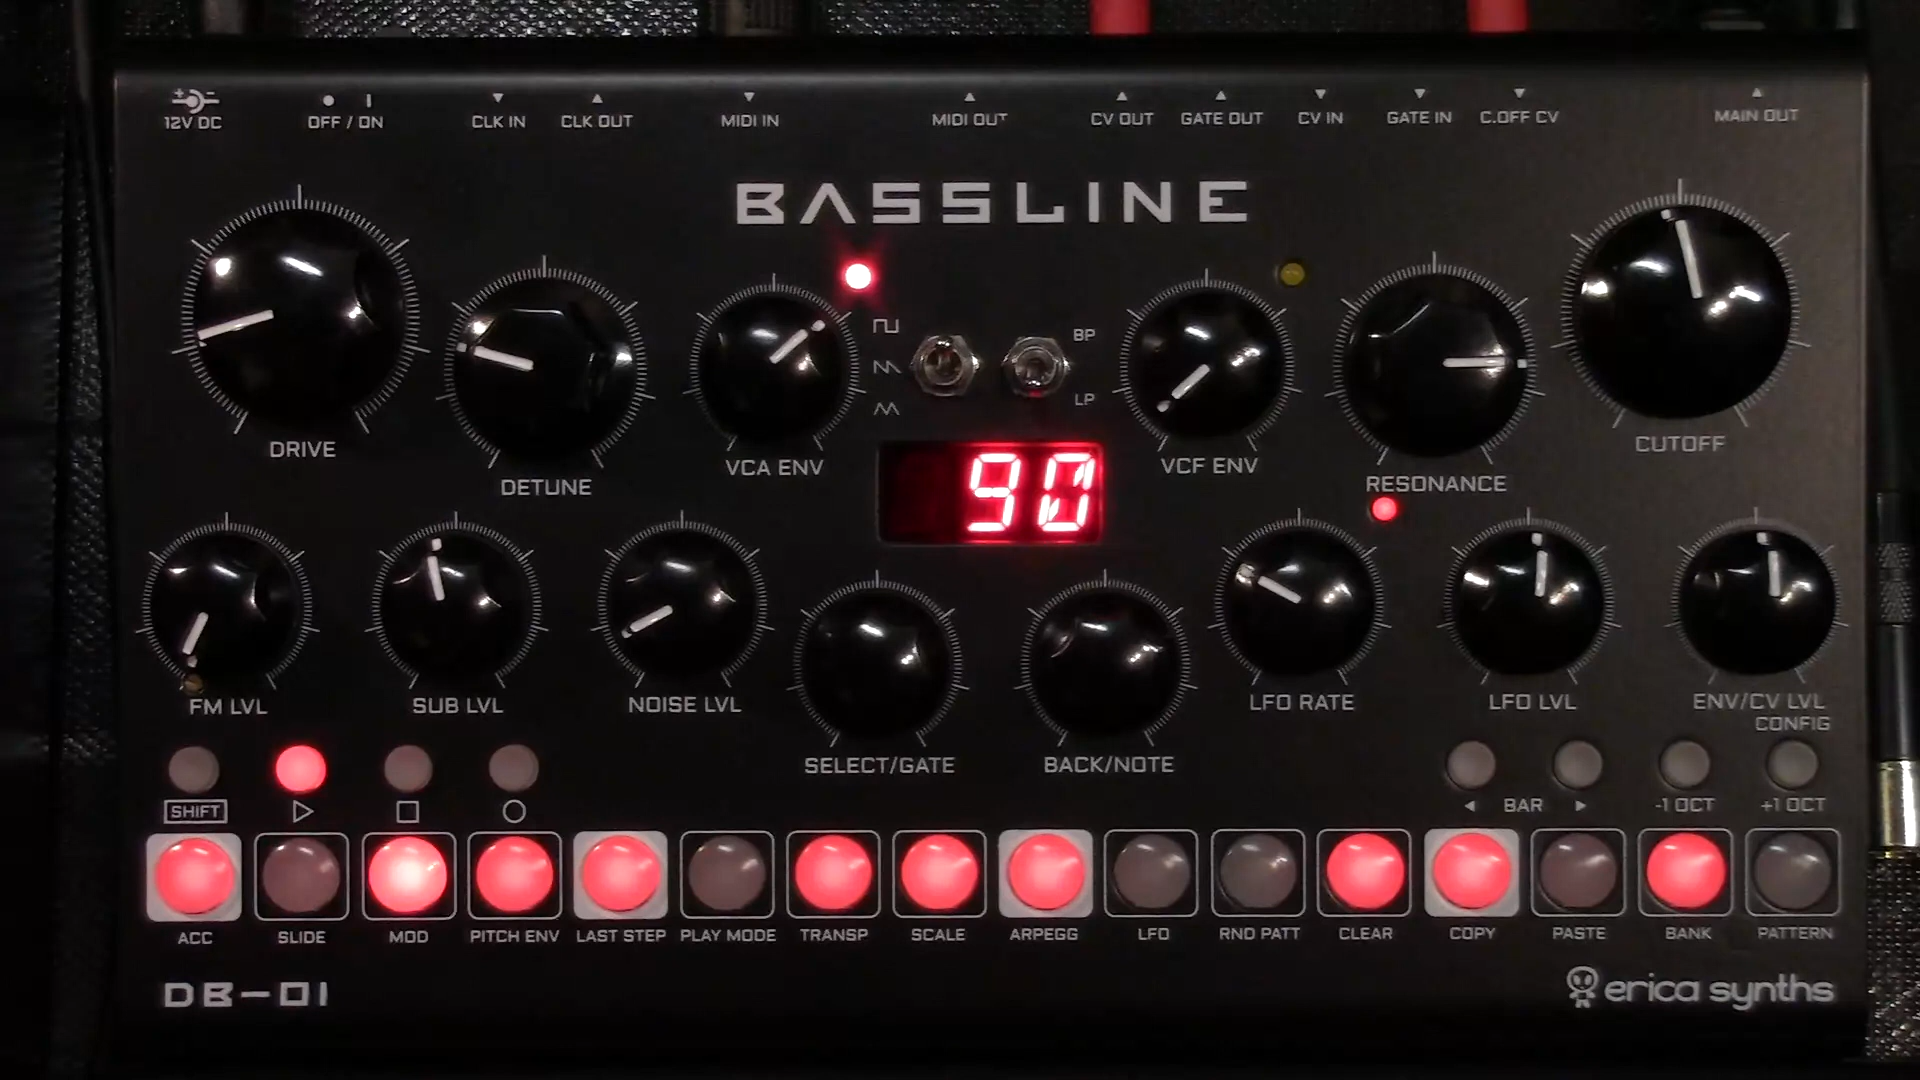 12V DC
OFF / ON
CLK IN
CLK OUT
MIDI IN
MIDI OUT
CV OUT
GATE OUT
CV IN
GATE IN
C.OFF CV
MAIN OUT
BASSLINE
BP
LP
DRIVE
DETUNE
VCA ENV
VCF ENV
RESONANCE
CUTOFF
90
FM LVL
SUB LVL
NOISE LVL
SELECT/GATE
BACK/NOTE
LFO RATE
LFO LVL
ENV/CV LVL
CONFIG
SHIFT
BAR
-1 OCT
+1 OCT
ACC
SLIDE
MOD
PITCH ENV
LAST STEP
PLAY MODE
TRANSP
SCALE
ARPEGG
LFO
RND PATT
CLEAR
COPY
PASTE
BANK
PATTERN
DB-01
erica synths